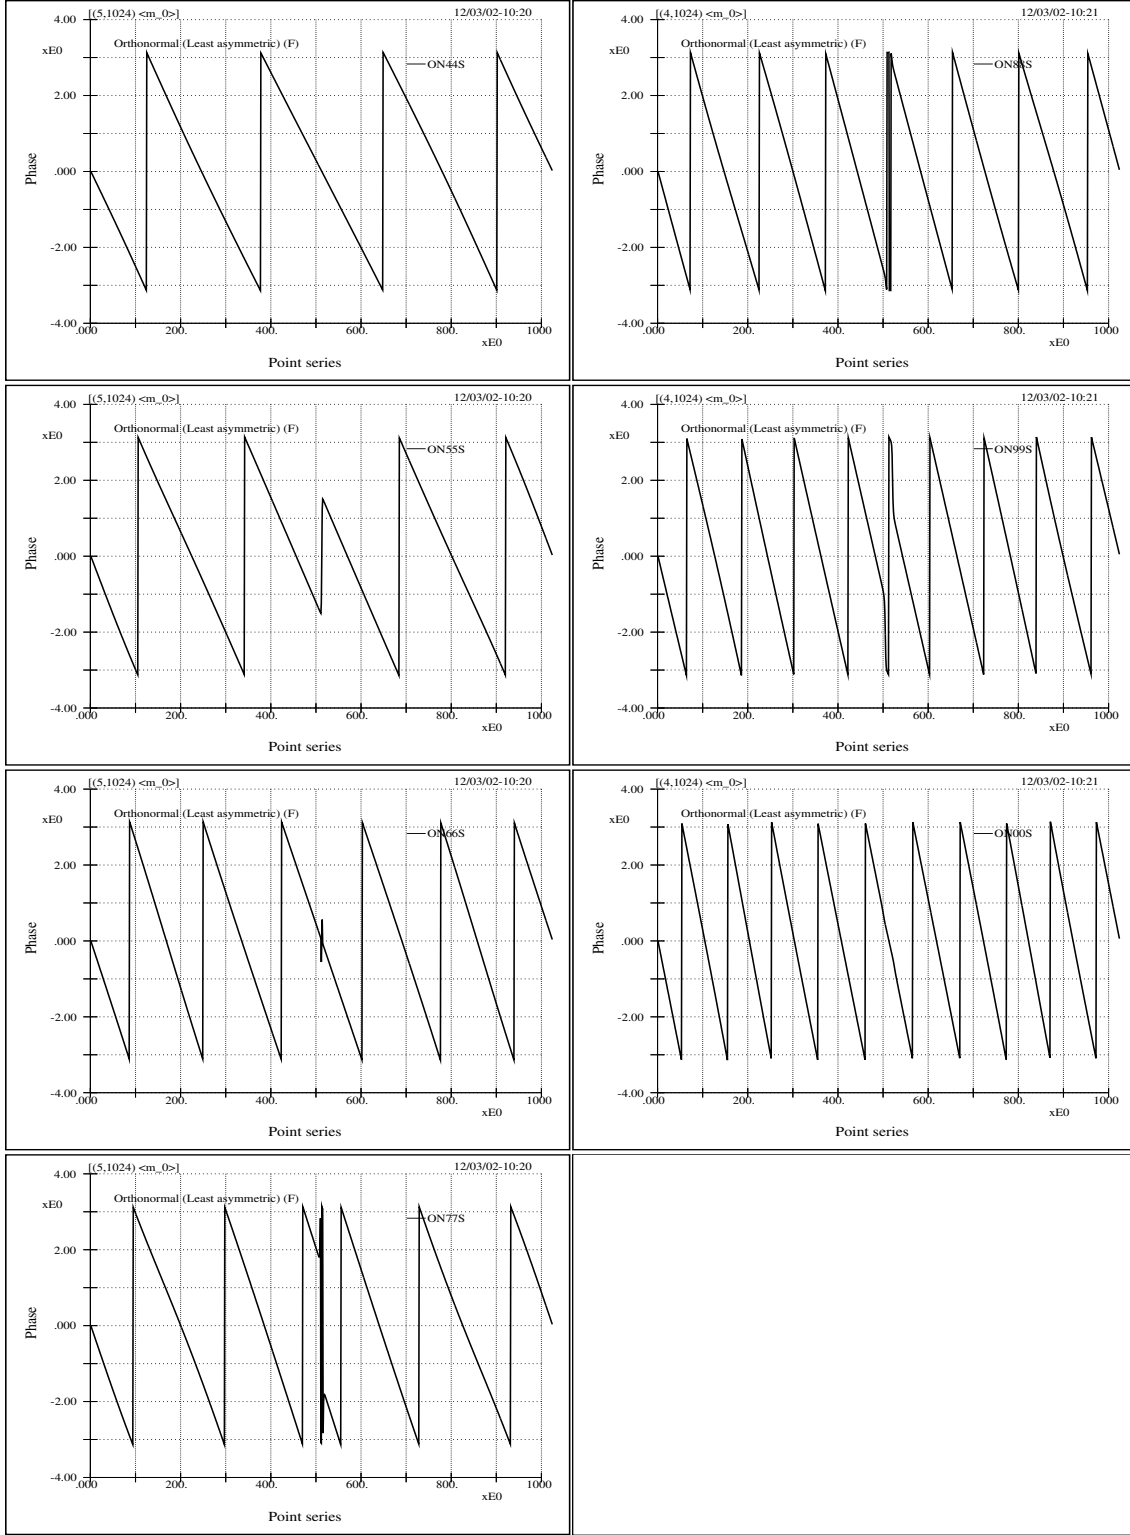 [(5,1024) <m_0>] 12/03/02-10:20
4.00
xE0
Orthonormal (Least asymmetric) (F)
ON44S
2.00
Phase
.000
-2.00
-4.00
.000 200. 400. 600. 800. 1000
xE0
Point series
[(4,1024) <m_0>] 12/03/02-10:21
4.00
xE0
Orthonormal (Least asymmetric) (F)
ON88S
2.00
Phase
.000
-2.00
-4.00
.000 200. 400. 600. 800. 1000
xE0
Point series
[(5,1024) <m_0>] 12/03/02-10:20
4.00
xE0
Orthonormal (Least asymmetric) (F)
ON55S
2.00
Phase
.000
-2.00
-4.00
.000 200. 400. 600. 800. 1000
xE0
Point series
[(4,1024) <m_0>] 12/03/02-10:21
4.00
xE0
Orthonormal (Least asymmetric) (F)
ON99S
2.00
Phase
.000
-2.00
-4.00
.000 200. 400. 600. 800. 1000
xE0
Point series
[(5,1024) <m_0>] 12/03/02-10:20
4.00
xE0
Orthonormal (Least asymmetric) (F)
ON66S
2.00
Phase
.000
-2.00
-4.00
.000 200. 400. 600. 800. 1000
xE0
Point series
[(4,1024) <m_0>] 12/03/02-10:21
4.00
xE0
Orthonormal (Least asymmetric) (F)
ON00S
2.00
Phase
.000
-2.00
-4.00
.000 200. 400. 600. 800. 1000
xE0
Point series
[(5,1024) <m_0>] 12/03/02-10:20
4.00
xE0
Orthonormal (Least asymmetric) (F)
ON77S
2.00
Phase
.000
-2.00
-4.00
.000 200. 400. 600. 800. 1000
xE0
Point series